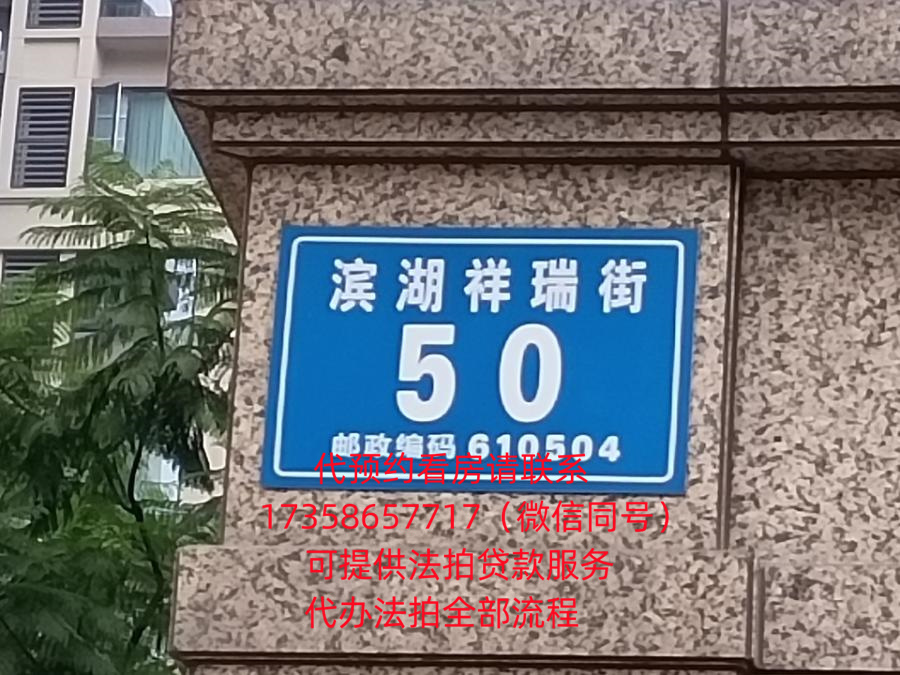 滨湖祥瑞街
50
邮政编码 610504
代预约看房请联系
17358657717（微信同号）
可提供法拍贷款服务
代办法拍全部流程